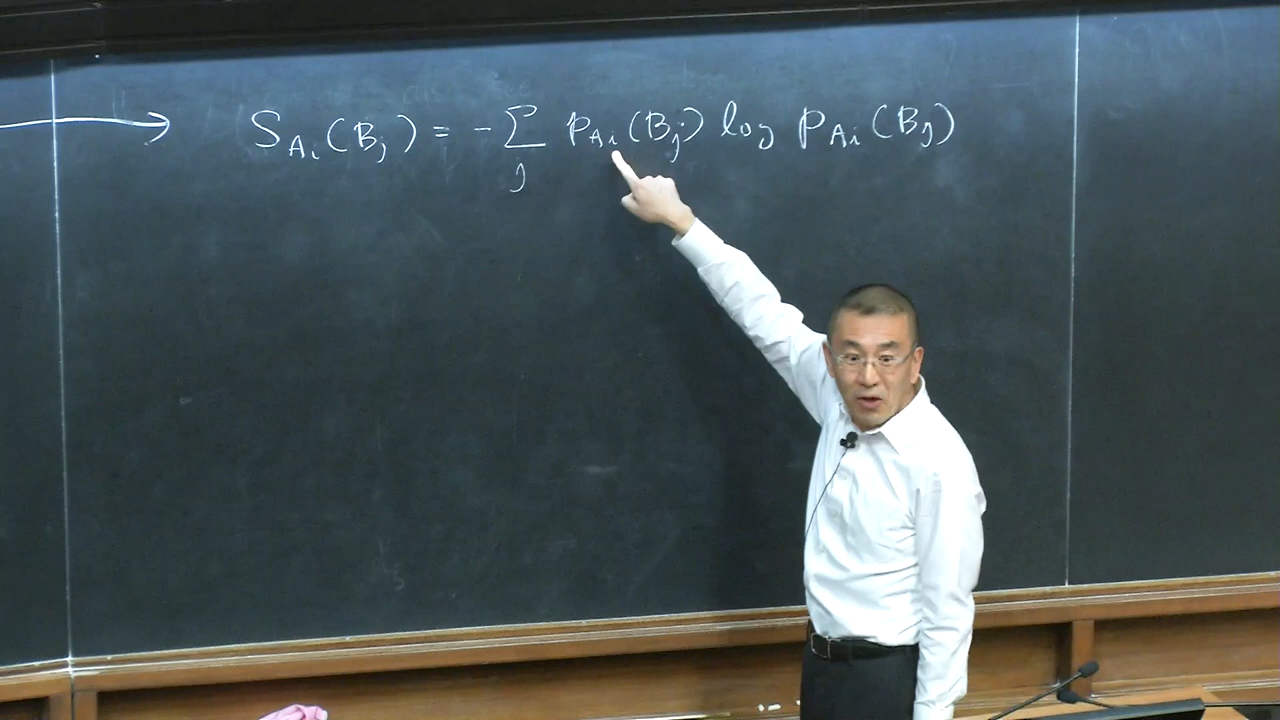 → S_{A_i}(B_j) = - ∑_j p_{A_i}(B_j) log p_{A_i}(B_j)